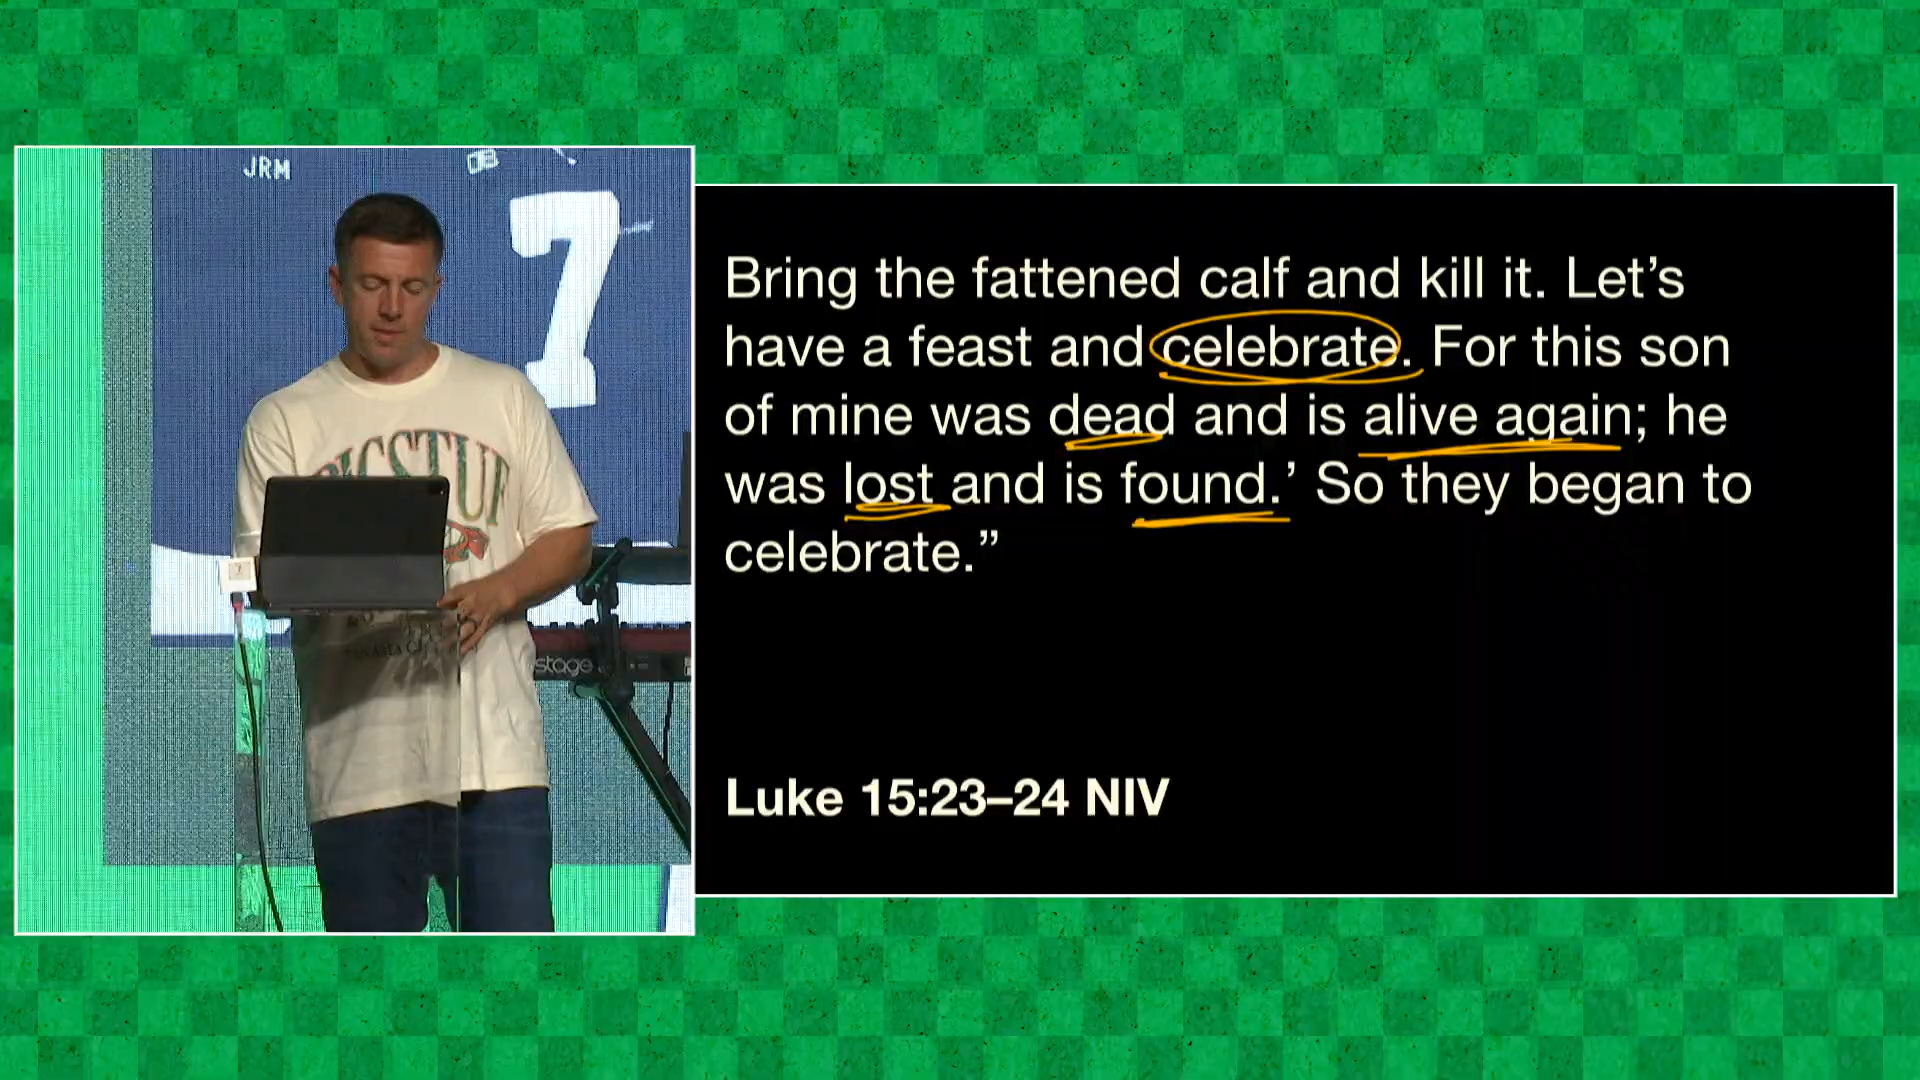 JRM
7
BIGSTUF
stage
Bring the fattened calf and kill it. Let’s
have a feast and celebrate. For this son
of mine was dead and is alive again; he
was lost and is found.’ So they began to
celebrate.”
Luke 15:23–24 NIV